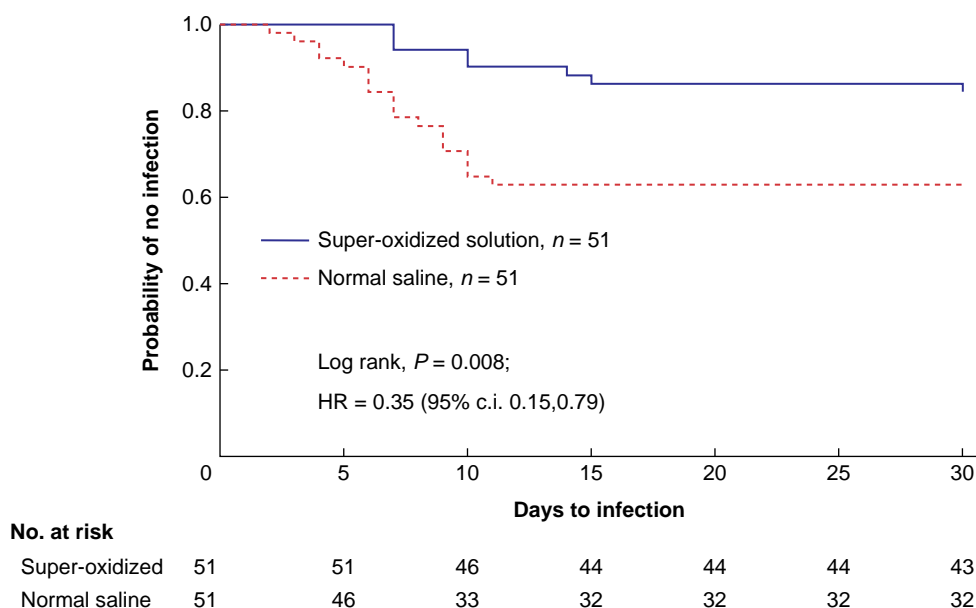 1.0
0.8
0.6
0.4
0.2
Probability of no infection
Super-oxidized solution, n = 51
Normal saline, n = 51
Log rank, P = 0.008;
HR = 0.35 (95% c.i. 0.15,0.79)
0 5 10 15 20 25 30
Days to infection
No. at risk
Super-oxidized 51 51 46 44 44 44 43
Normal saline 51 46 33 32 32 32 32